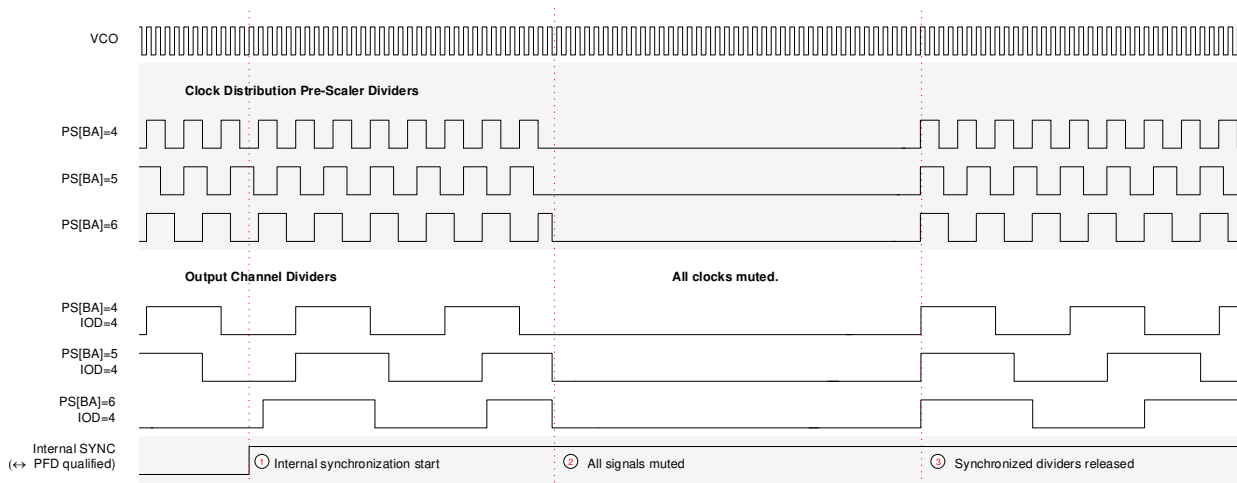 VCO
Clock Distribution Pre-Scaler Dividers
PS[BA]=4
PS[BA]=5
PS[BA]=6
Output Channel Dividers
All clocks muted.
PS[BA]=4
IOD=4
PS[BA]=5
IOD=4
PS[BA]=6
IOD=4
Internal SYNC
(↔ PFD qualified)
1 Internal synchronization start
2 All signals muted
3 Synchronized dividers released